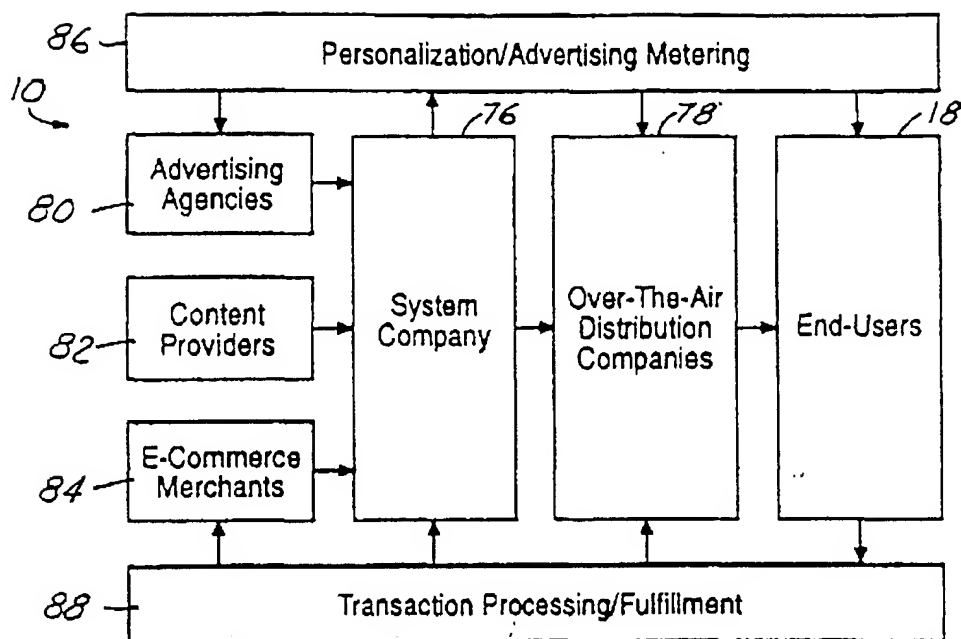 86
Personalization/Advertising Metering
10
76
78
18
Advertising
Agencies
80
Content
Providers
82
E-Commerce
Merchants
84
System
Company
Over-The-Air
Distribution
Companies
End-Users
88
Transaction Processing/Fulfillment